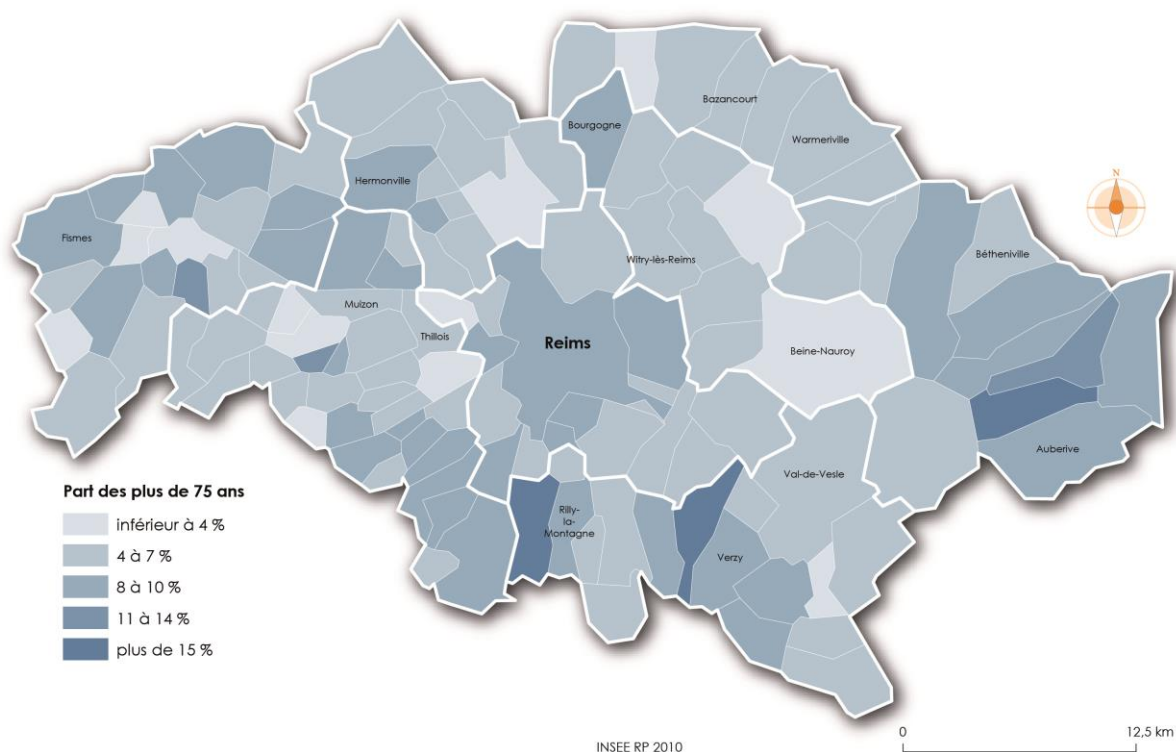 N
Bazancourt
Bourgogne
Warmeriville
Hermonville
Fismes
Bétheniville
Witry-lès-Reims
Muizon
Thillois
Reims
Beine-Nauroy
Auberive
Val-de-Vesle
Rilly-
la-
Montagne
Verzy
Part des plus de 75 ans
inférieur à 4 %
4 à 7 %
8 à 10 %
11 à 14 %
plus de 15 %
INSEE RP 2010
0
12,5 km